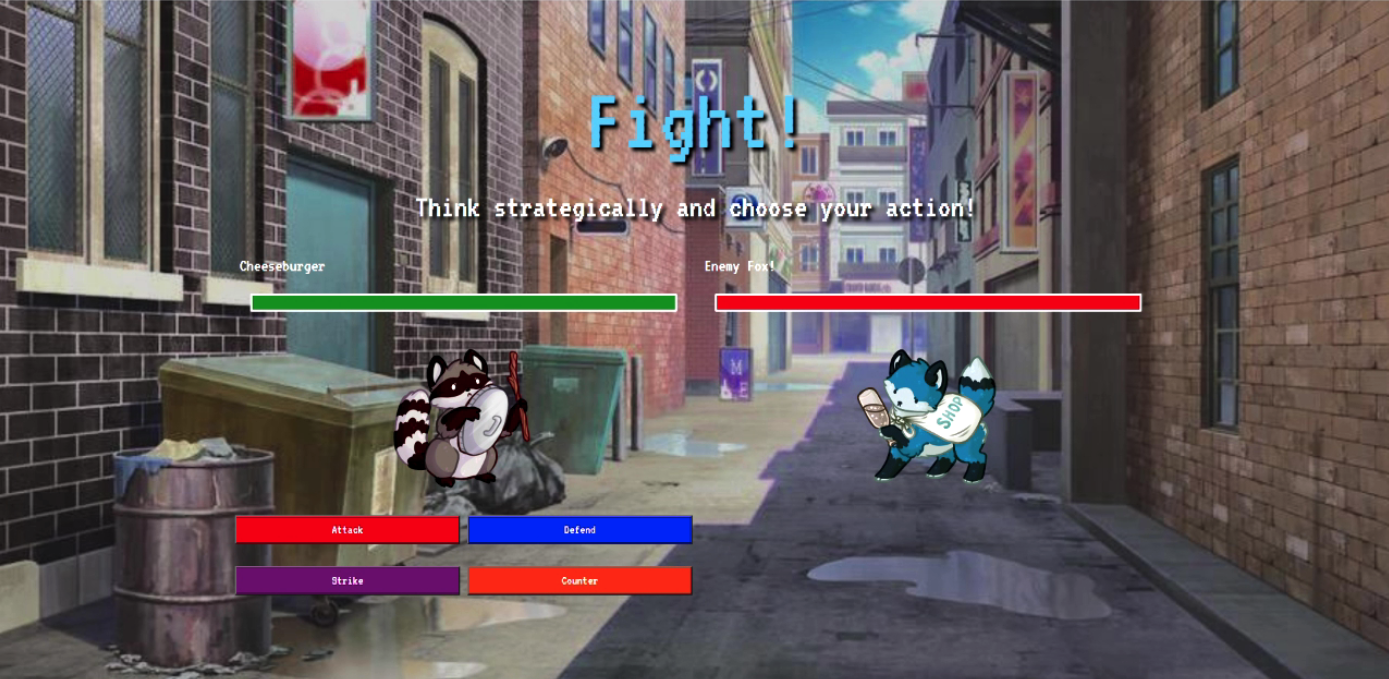 Fight!
Think strategically and choose your action!
Cheeseburger
Enemy Fox!
M
E
SHOP
Attack
Defend
Strike
Counter